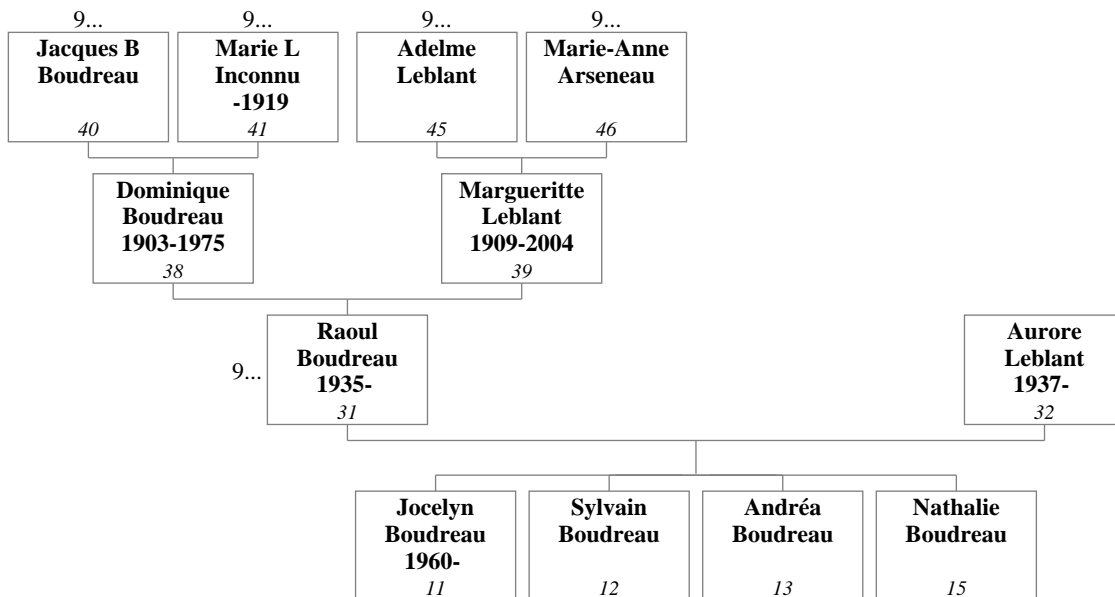 9...
9...
9...
9...
Jacques B
Boudreau
40
Marie L
Inconnu
-1919
41
Adelme
Leblant
45
Marie-Anne
Arseneau
46
Dominique
Boudreau
1903-1975
38
Margueritte
Leblant
1909-2004
39
9...
Raoul
Boudreau
1935-
31
Aurore
Leblant
1937-
32
Jocelyn
Boudreau
1960-
11
Sylvain
Boudreau
12
Andréa
Boudreau
13
Nathalie
Boudreau
15